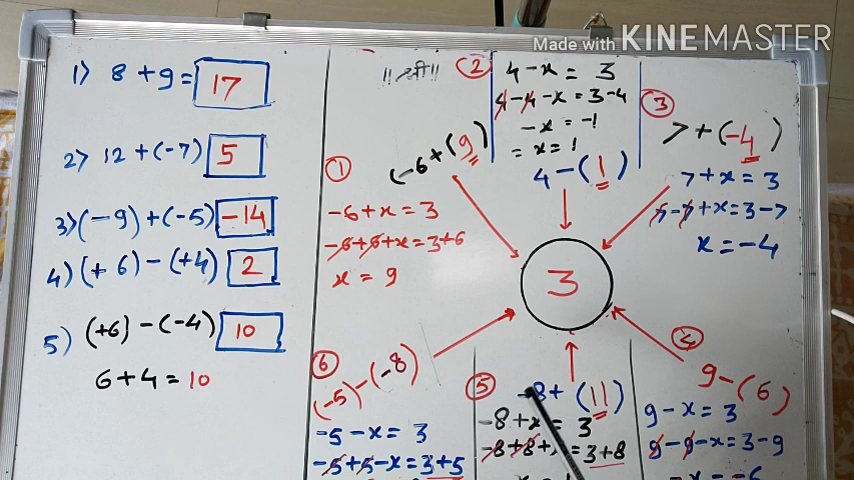 Made with KINEMASTER
1) 8 + 9 = 17
2) 12 + (-7) 5
3) (-9) + (-5) -14
4) (+6) - (+4) 2
5) (+6) - (-4) 10
6 + 4 = 10
॥ श्री ॥
①
(-6 + (9)
-6 + x = 3
-6 + 6 + x = 3 + 6
x = 9
②
4 - x = 3
4 - 4 - x = 3 - 4
-x = -1
= x = 1
4 - (1)
③
7 + (-4)
7 + x = 3
7 - 7 + x = 3 - 7
x = -4
3
⑥
(-5) - (-8)
-5 - x = 3
-5 + 5 - x = 3 + 5
⑤
-8 + (11)
-8 + x = 3
-8 + 8 + x = 3 + 8
④
9 - (6)
9 - x = 3
9 - 9 - x = 3 - 9
-x = -6